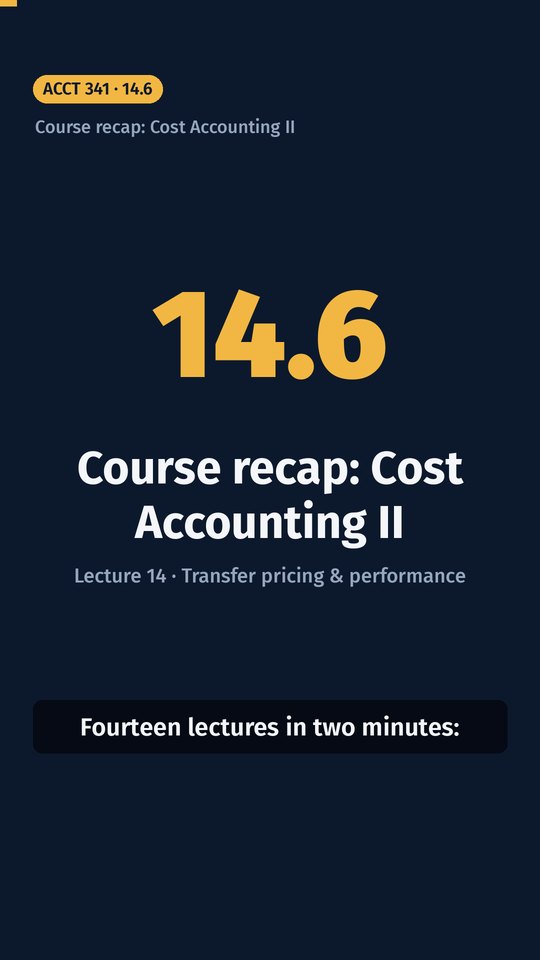 ACCT 341 · 14.6
Course recap: Cost Accounting II
14.6
Course recap: Cost
Accounting II
Lecture 14 · Transfer pricing & performance
Fourteen lectures in two minutes: